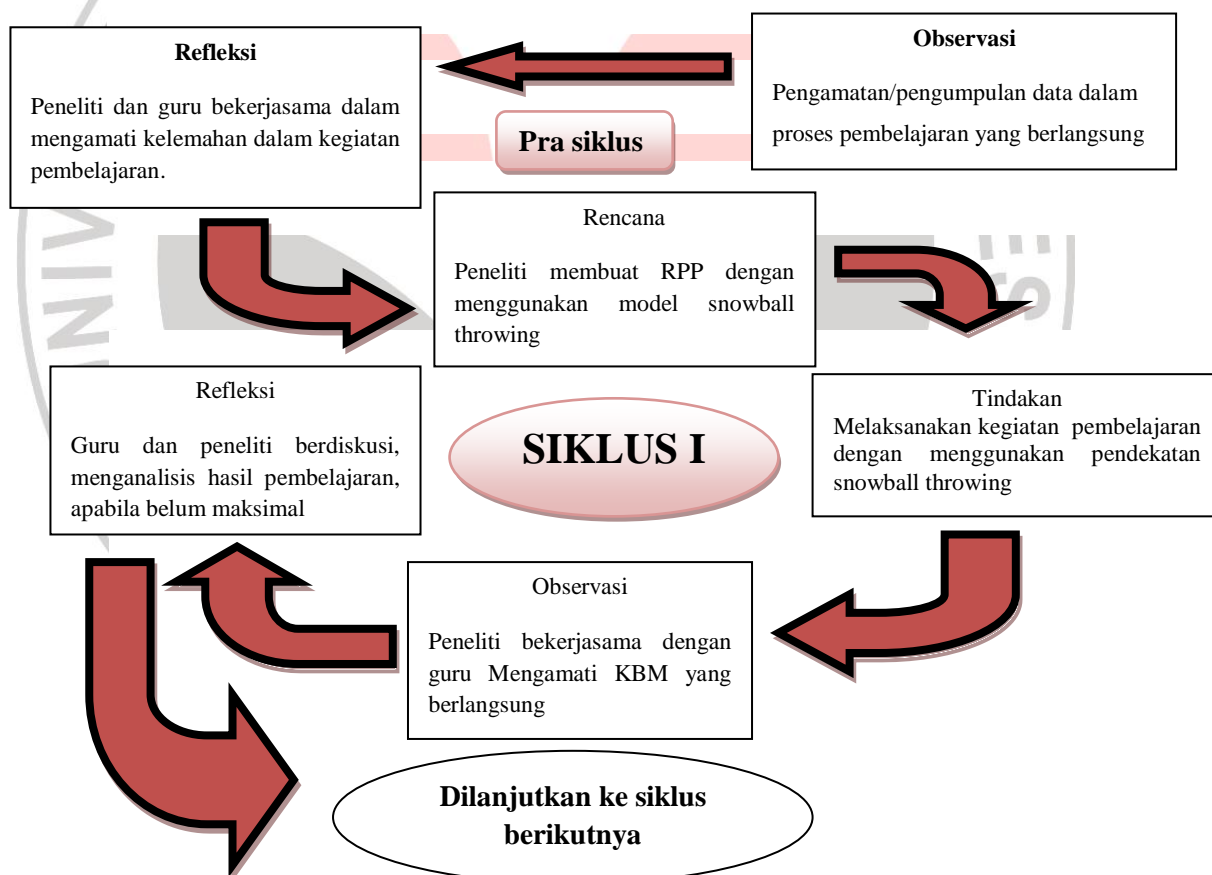 Observasi
Pengamatan/pengumpulan data dalam
proses pembelajaran yang berlangsung
Refleksi
Peneliti dan guru bekerjasama dalam
mengamati kelemahan dalam kegiatan
pembelajaran.
Pra siklus
Rencana
Peneliti membuat RPP dengan
menggunakan model snowball
throwing
Tindakan
Melaksanakan kegiatan pembelajaran
dengan menggunakan pendekatan
snowball throwing
SIKLUS I
Observasi
Peneliti bekerjasama dengan
guru Mengamati KBM yang
berlangsung
Refleksi
Guru dan peneliti berdiskusi,
menganalisis hasil pembelajaran,
apabila belum maksimal
Dilanjutkan ke siklus
berikutnya